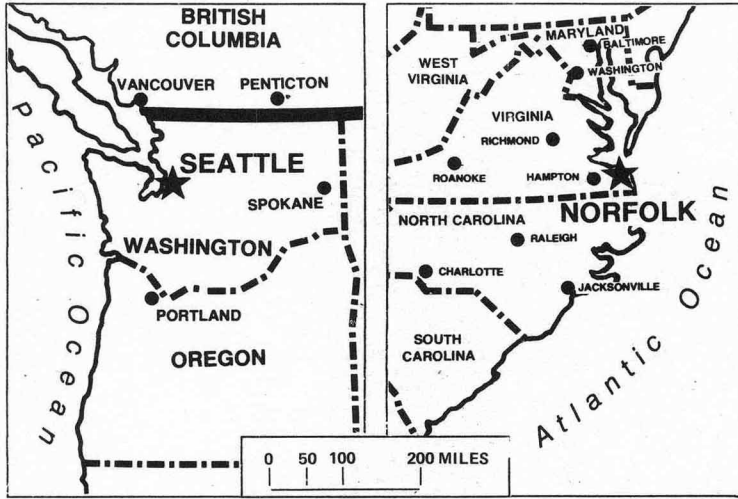 BRITISH
COLUMBIA
VANCOUVER
PENTICTON
SEATTLE
SPOKANE
WASHINGTON
PORTLAND
OREGON
Pacific Ocean
MARYLAND
BALTIMORE
WEST
VIRGINIA
WASHINGTON
VIRGINIA
RICHMOND
ROANOKE
HAMPTON
NORFOLK
NORTH CAROLINA
RALEIGH
CHARLOTTE
JACKSONVILLE
SOUTH
CAROLINA
Atlantic Ocean
0 50 100 200 MILES